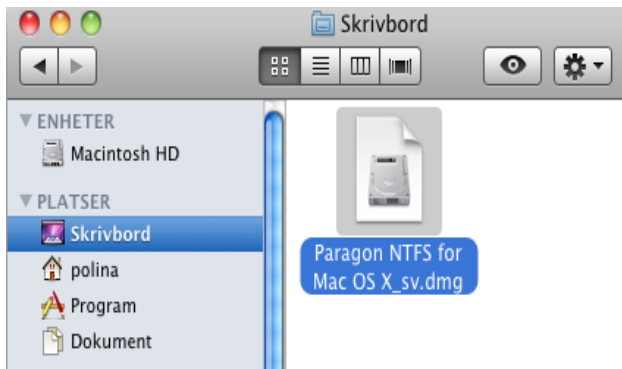 Skrivbord
ENHETER
Macintosh HD
PLATSER
Skrivbord
polina
Program
Dokument
Paragon NTFS for
Mac OS X_sv.dmg